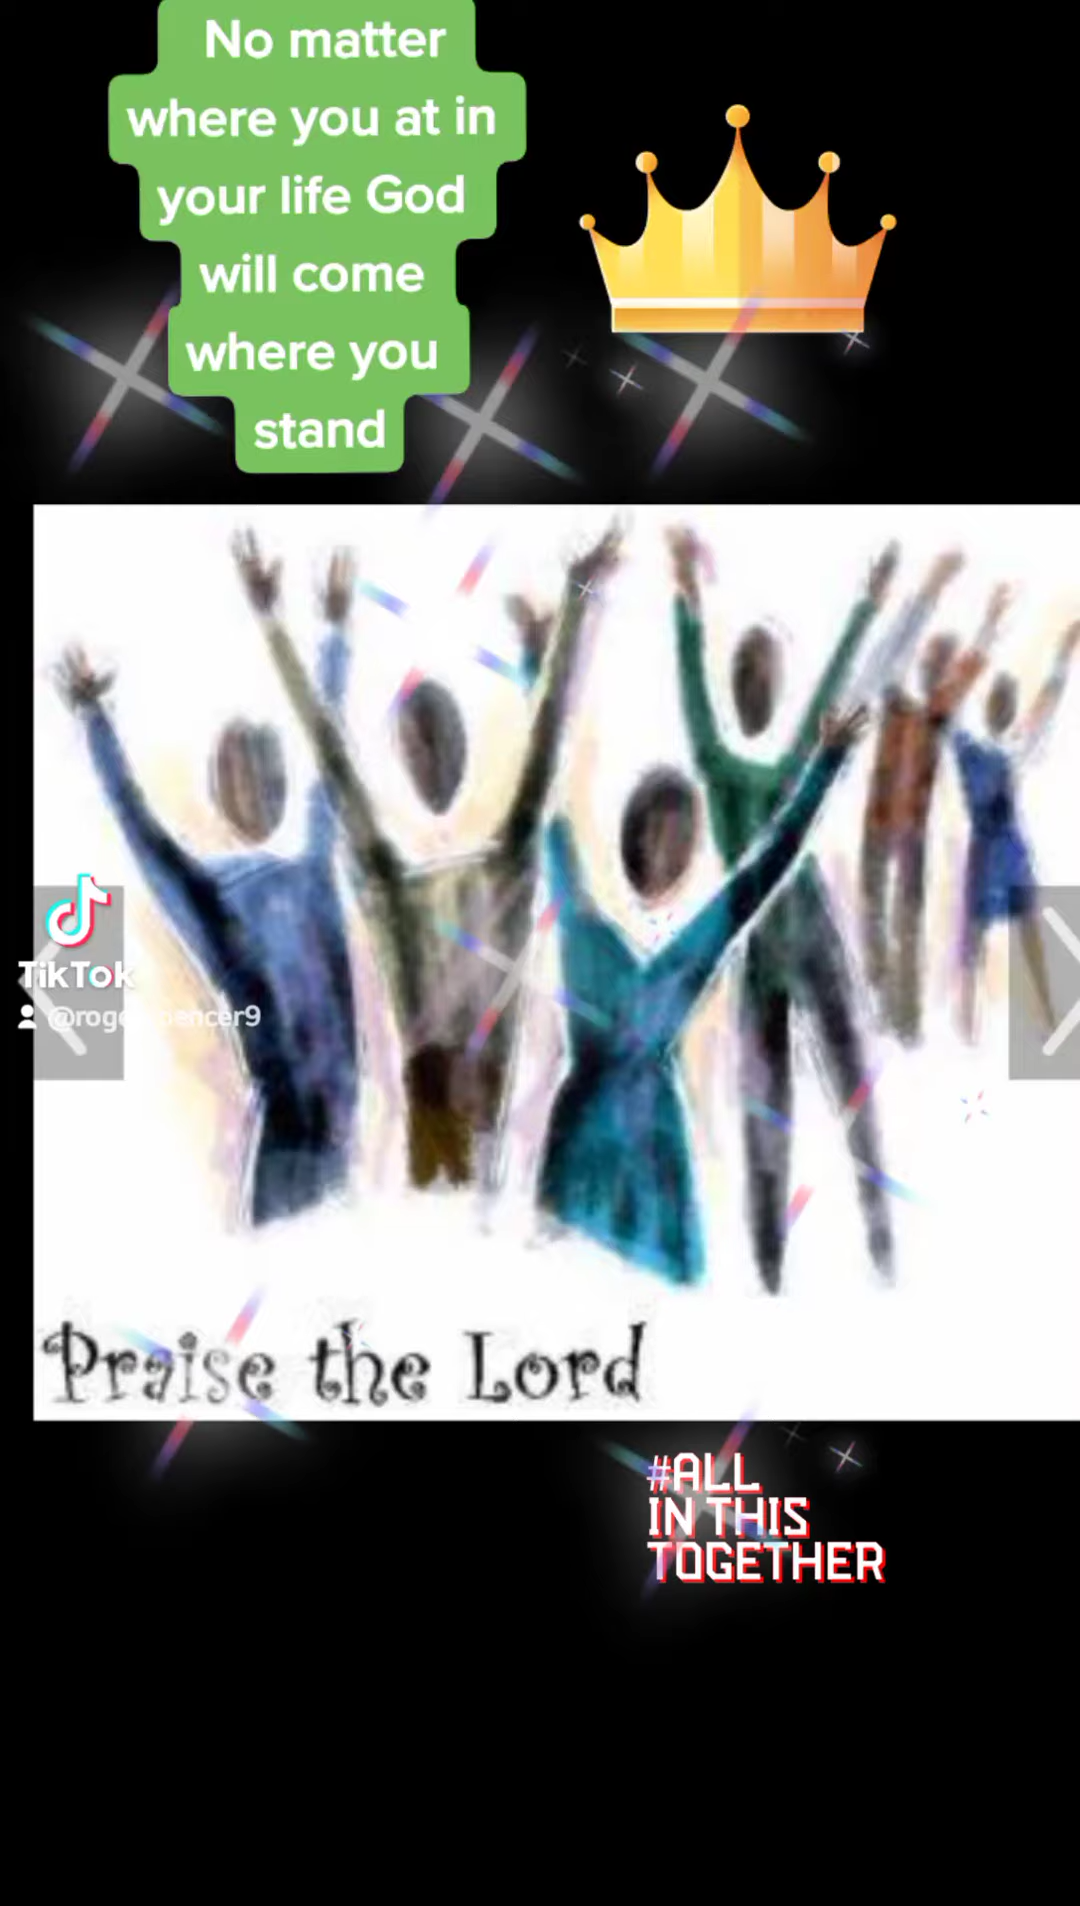 No matter
where you at in
your life God
will come
where you
stand
TikTok
Praise the Lord
#ALL
IN THIS
TOGETHER